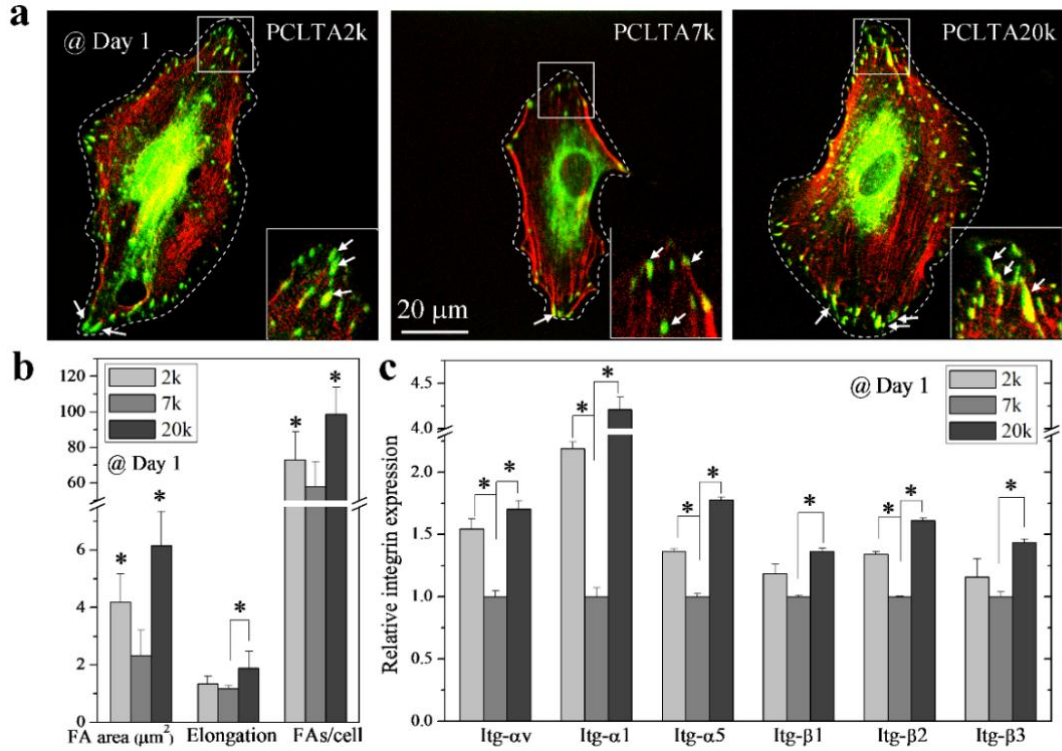 a
@ Day 1
PCLTA2k
PCLTA7k
PCLTA20k
20 μm
b
120
100
80
60
6
4
2
0
2k
7k
20k
@ Day 1
*
*
*
*
*
FA area (μm²)
Elongation
FAs/cell
c
Relative integrin expression
4.5
4.0
2.0
1.5
1.0
0.5
0.0
@ Day 1
2k
7k
20k
* *
* *
* *
*
* *
*
Itg-αv
Itg-α1
Itg-α5
Itg-β1
Itg-β2
Itg-β3